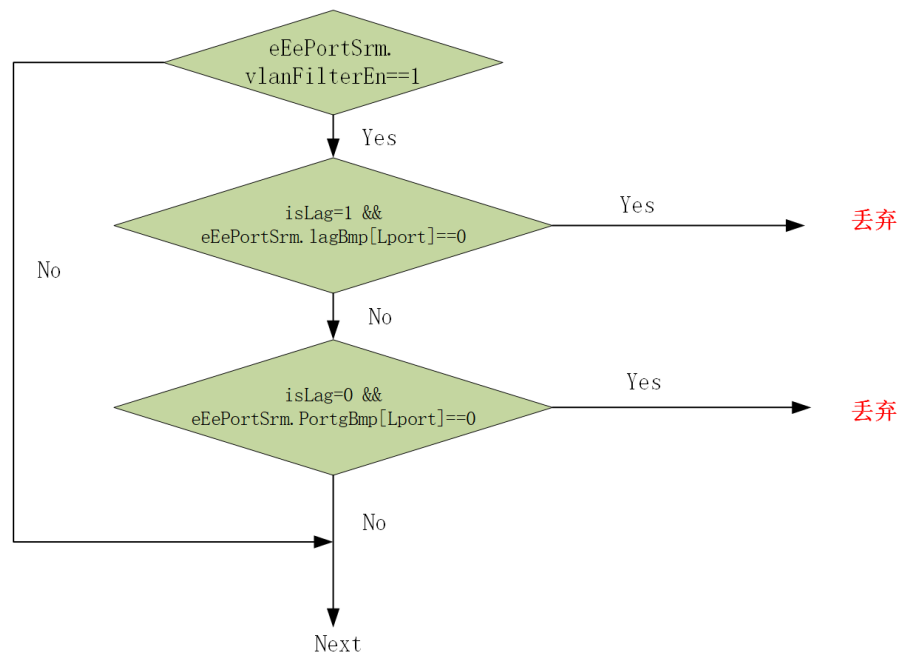 eEePortSrm.
vlanFilterEn==1
Yes
isLag=1 &&
eEePortSrm.lagBmp[Lport]==0
Yes
丢弃
No
No
isLag=0 &&
eEePortSrm.PortgBmp[Lport]==0
Yes
丢弃
No
Next